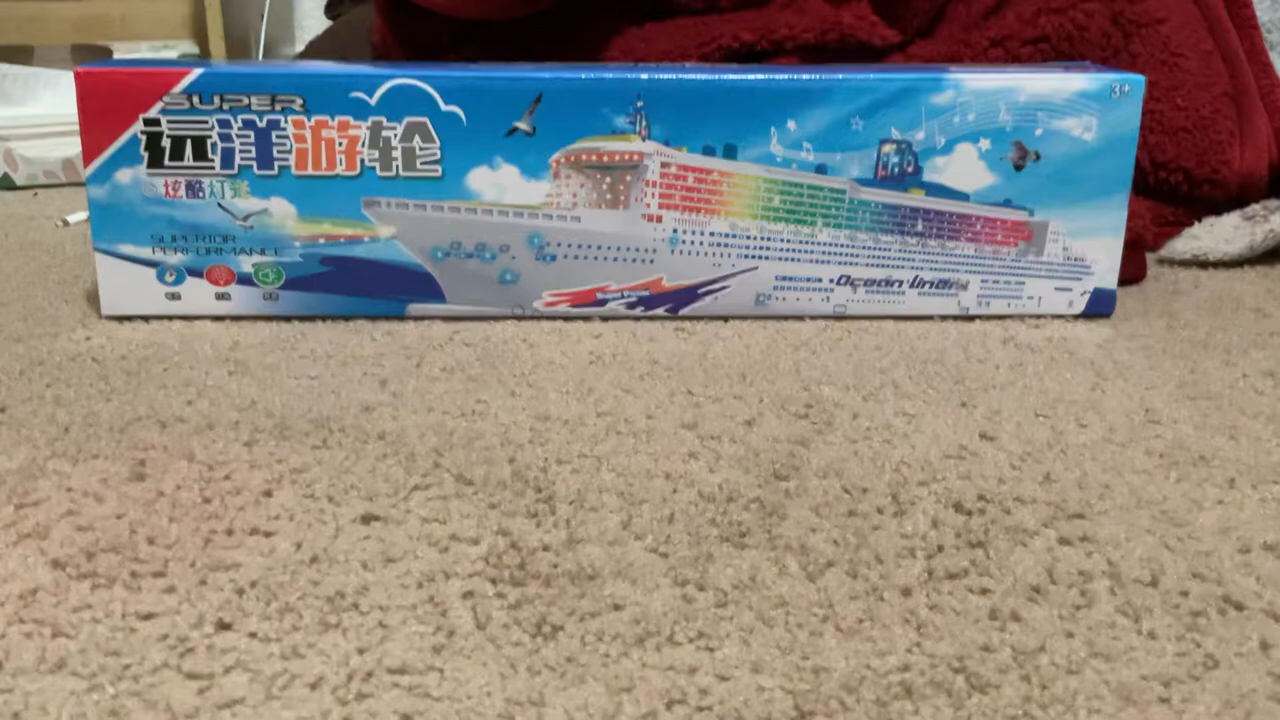 SUPER
远洋游轮
炫酷灯光
SUPERIOR
PERFORMANCE
3+
Ocean liner